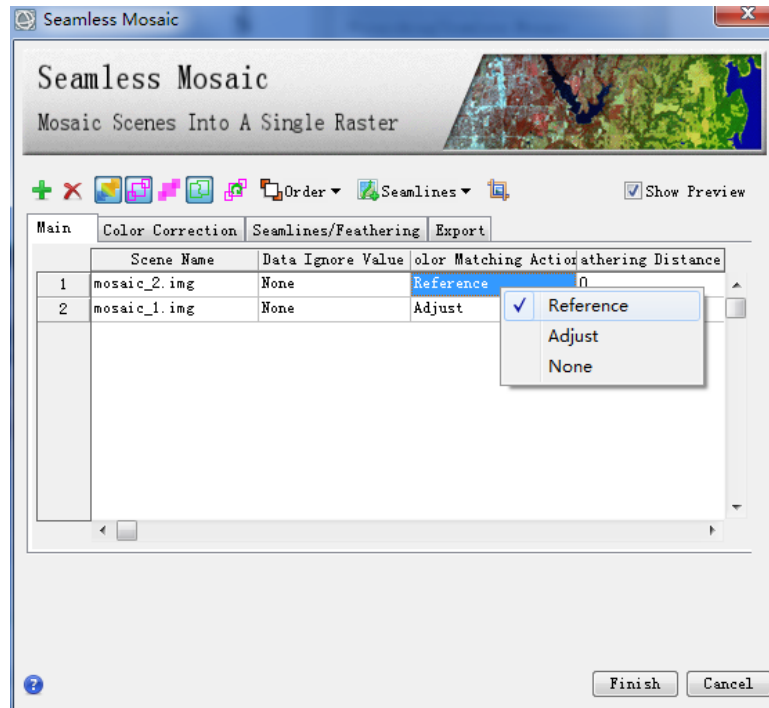 Seamless Mosaic
Seamless Mosaic
Mosaic Scenes Into A Single Raster
Order Seamlines Show Preview
Main Color Correction Seamlines/Feathering Export
Scene Name Data Ignore Value olor Matching Action athering Distance
1 mosaic_2.img None Reference 0
2 mosaic_1.img None Adjust
Reference
Adjust
None
Finish Cancel